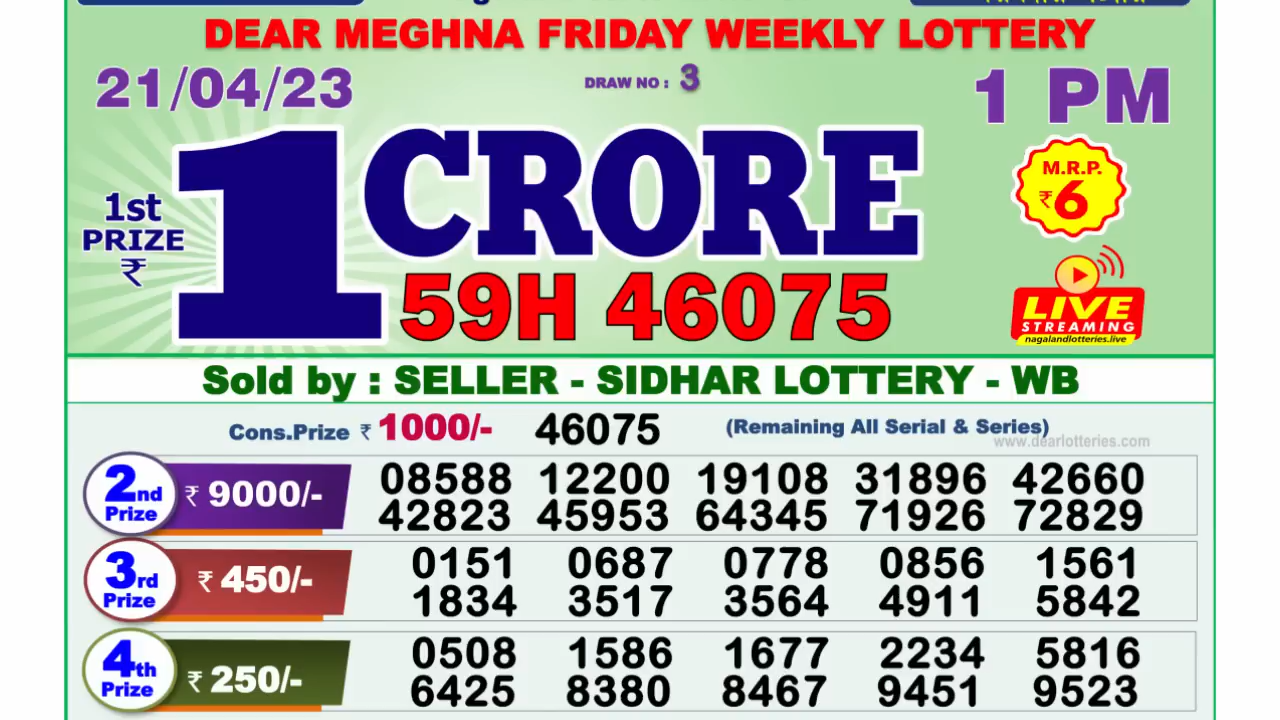 DEAR MEGHNA FRIDAY WEEKLY LOTTERY
21/04/23
DRAW NO : 3
1 PM
1st
PRIZE
₹
1 CRORE
59H 46075
M.R.P.
₹6
LIVE
STREAMING
nagalandlotteries.live
Sold by : SELLER - SIDHAR LOTTERY - WB
Cons.Prize ₹ 1000/- 46075 (Remaining All Serial & Series)
www.dearlotteries.com
2nd Prize ₹ 9000/-
08588 12200 19108 31896 42660
42823 45953 64345 71926 72829
3rd Prize ₹ 450/-
0151 0687 0778 0856 1561
1834 3517 3564 4911 5842
4th Prize ₹ 250/-
0508 1586 1677 2234 5816
6425 8380 8467 9451 9523